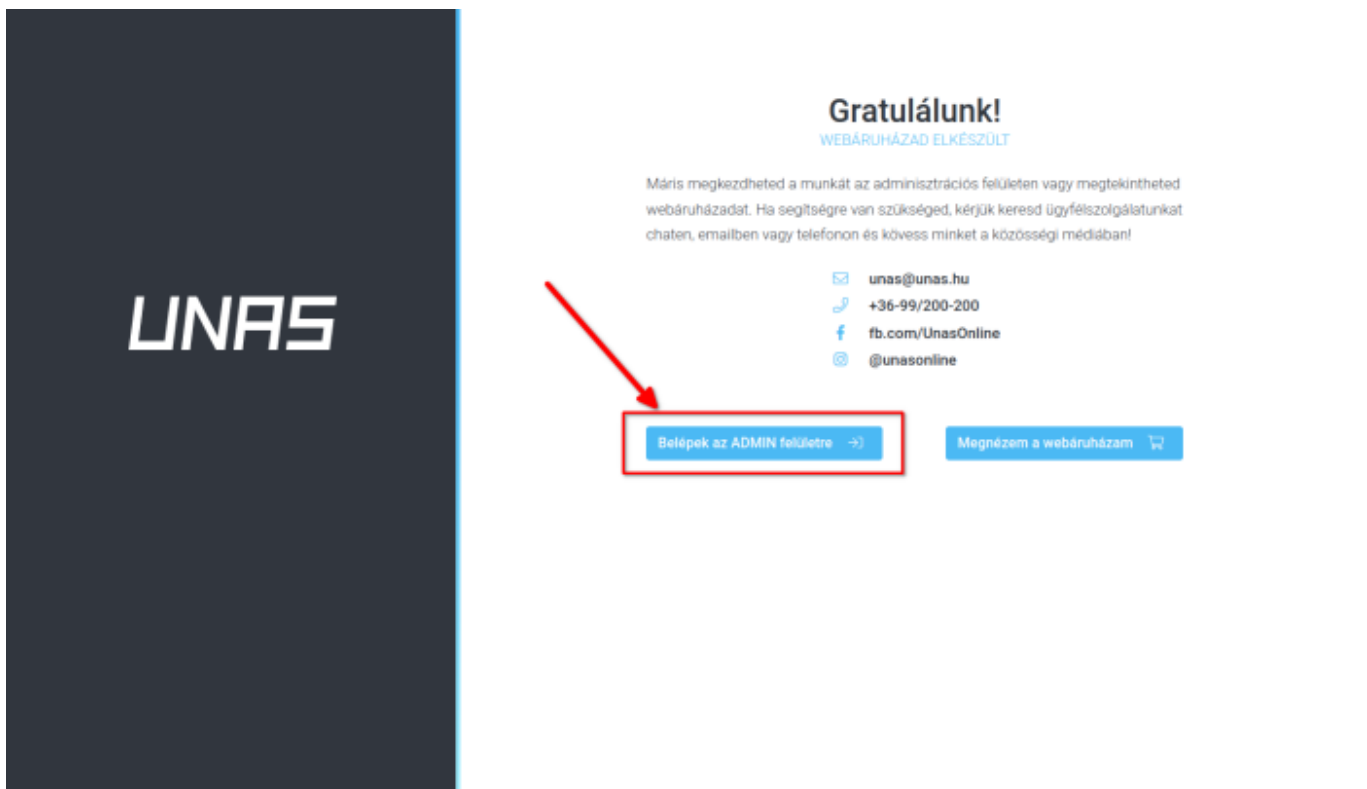 UNAS
Gratulálunk!
WEBÁRUHÁZAD ELKÉSZÜLT
Máris megkezdheted a munkát az adminisztrációs felületen vagy megtekintheted
webáruházadat. Ha segítségre van szükséged, kérjük keresd ügyfélszolgálatunkat
chaten, emailben vagy telefonon és kövess minket a közösségi médiában!
unas@unas.hu
+36-99/200-200
fb.com/UnasOnline
@unasonline
Belépek az ADMIN felületre
Megnézem a webáruházam